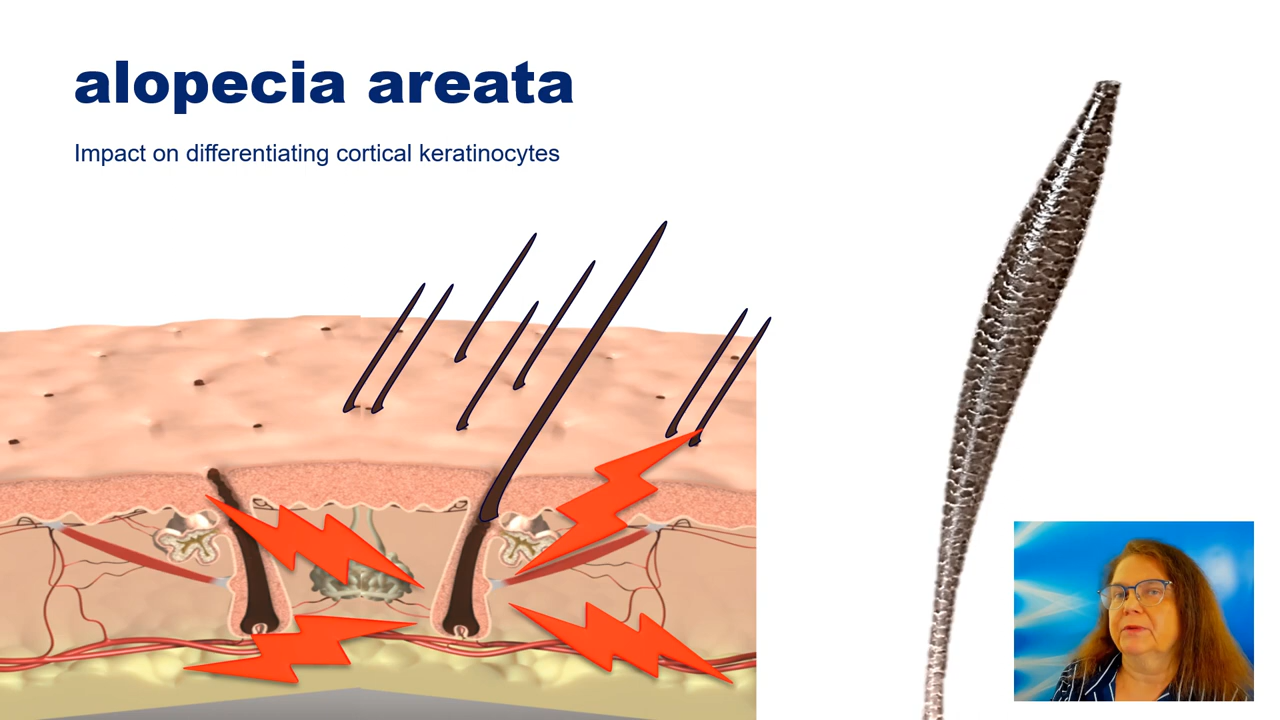 alopecia areata
Impact on differentiating cortical keratinocytes